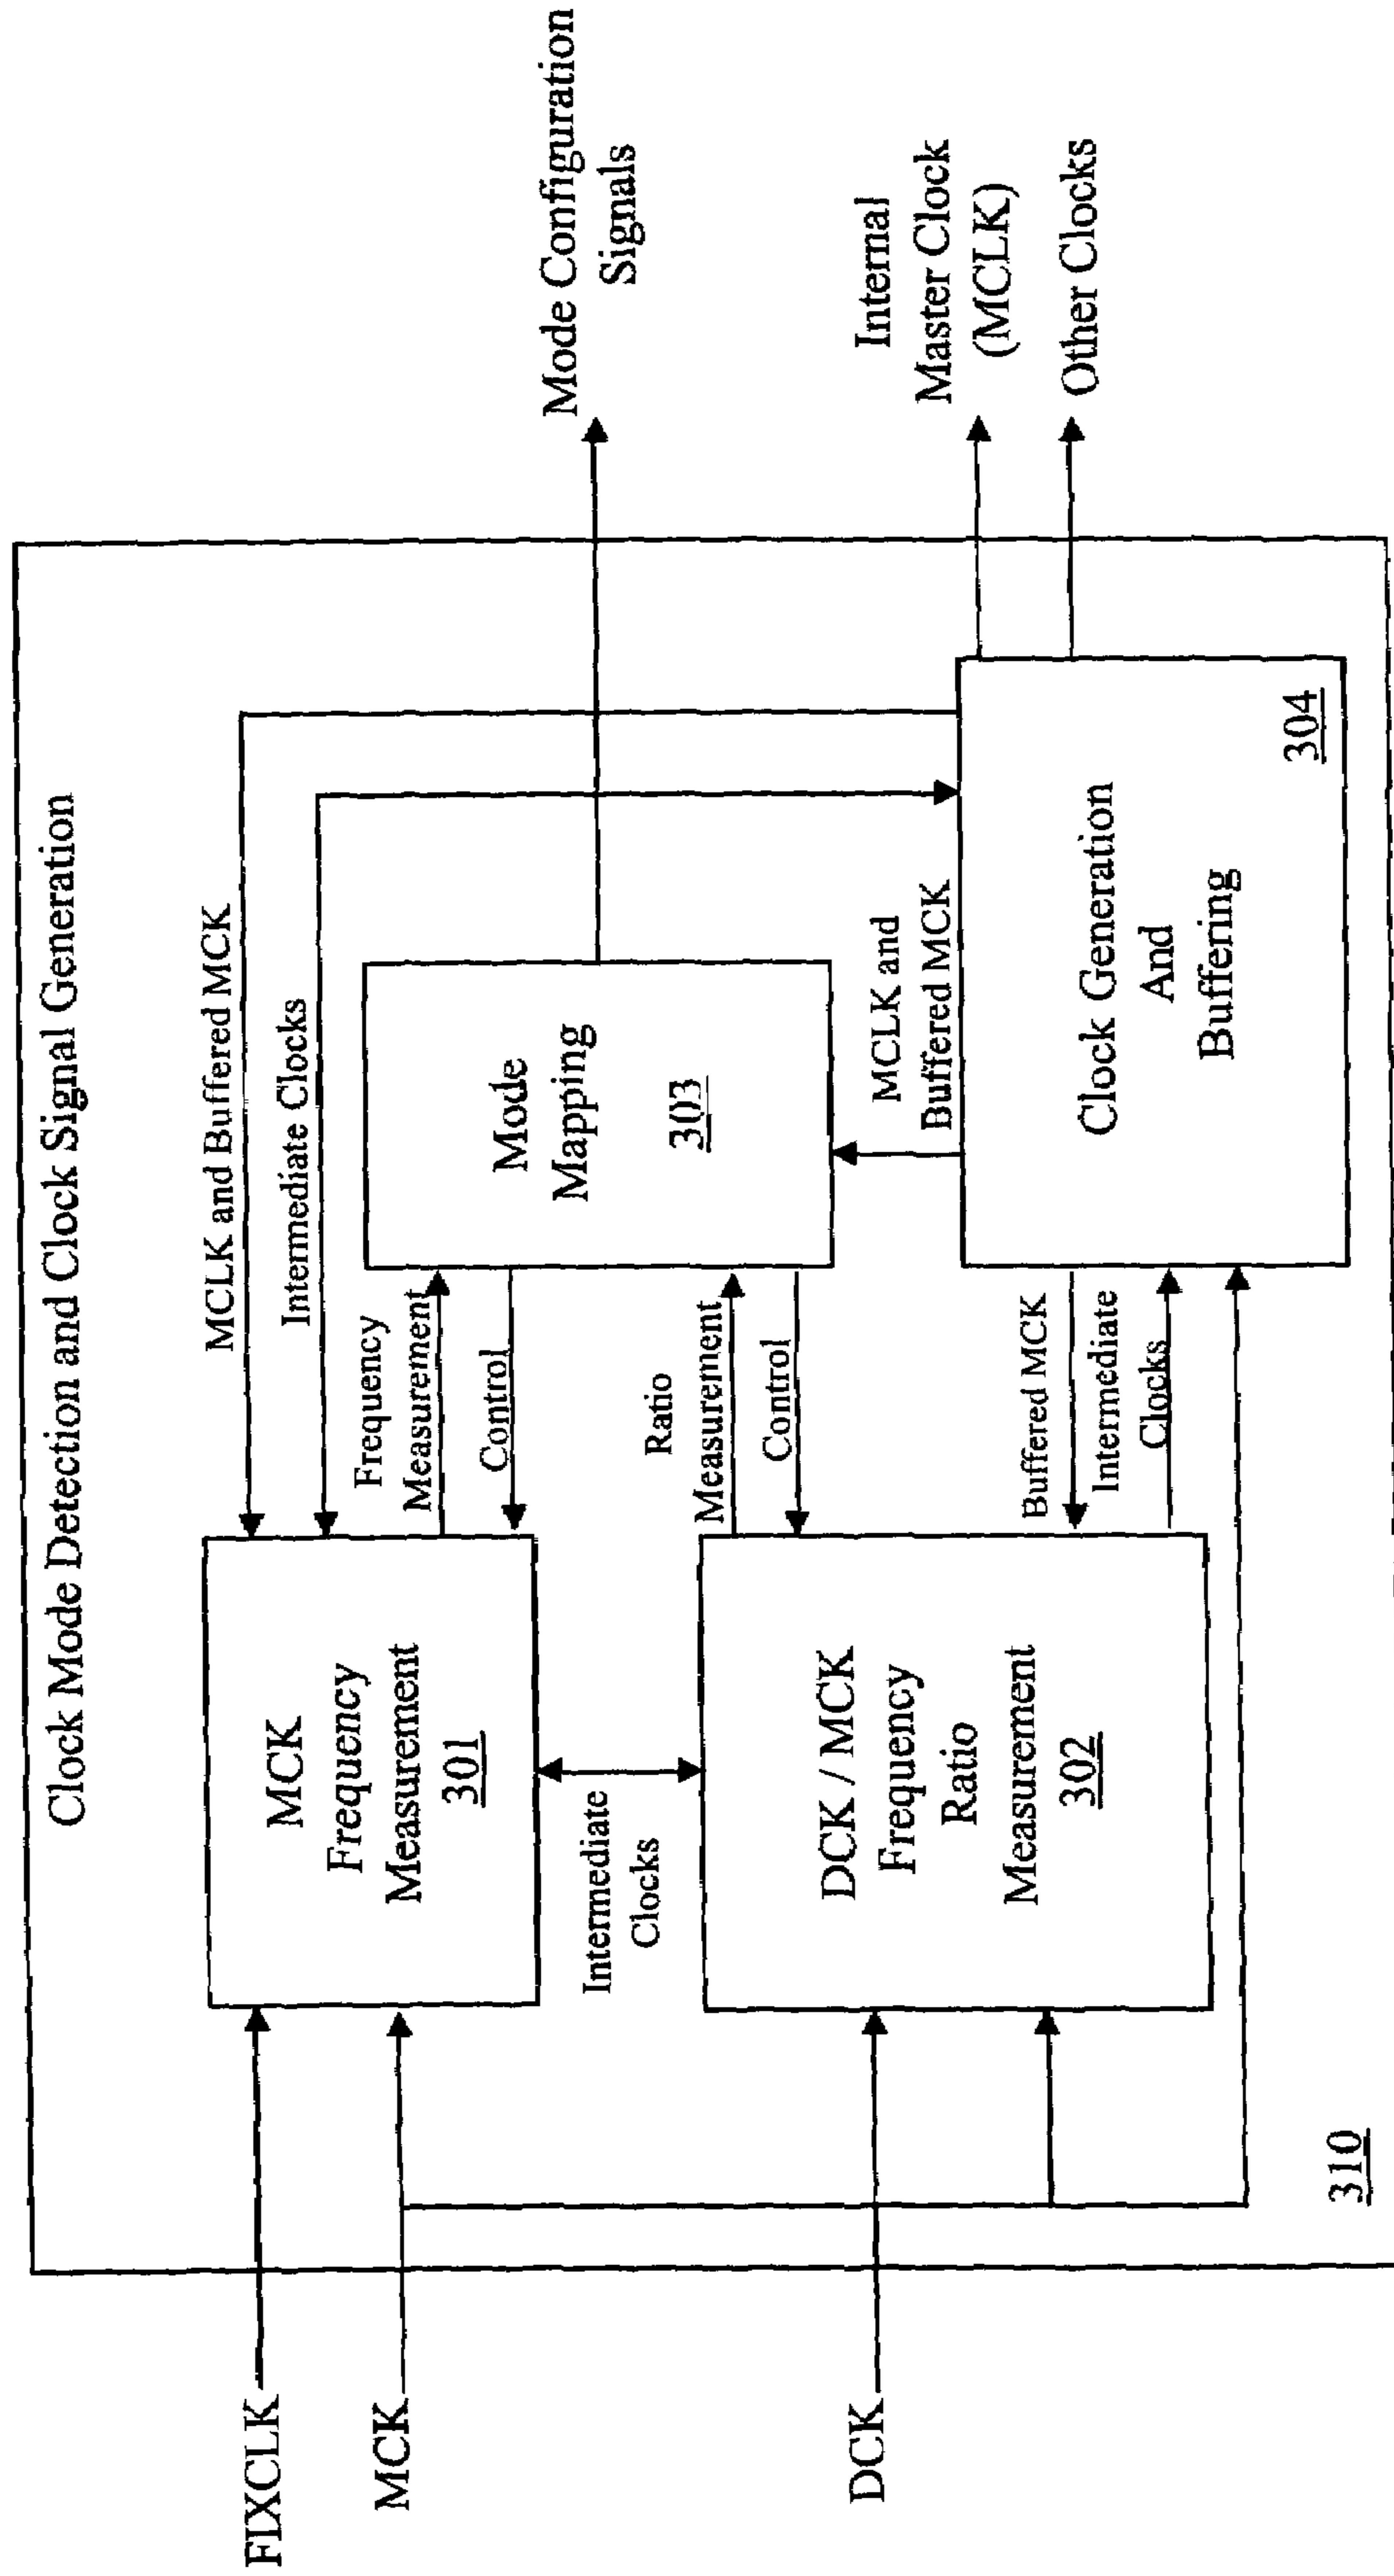 Clock Mode Detection and Clock Signal Generation
FIXCLK
MCK
DCK
MCK
Frequency
Measurement
301
Intermediate
Clocks
DCK / MCK
Frequency
Ratio
Measurement
302
MCLK and Buffered MCK
Intermediate Clocks
Frequency
Measurement
Control
Ratio
Measurement
Control
Buffered MCK
Intermediate
Clocks
Mode
Mapping
303
MCLK and
Buffered MCK
Clock Generation
And
Buffering
304
Mode Configuration
Signals
Internal
Master Clock
(MCLK)
Other Clocks
310